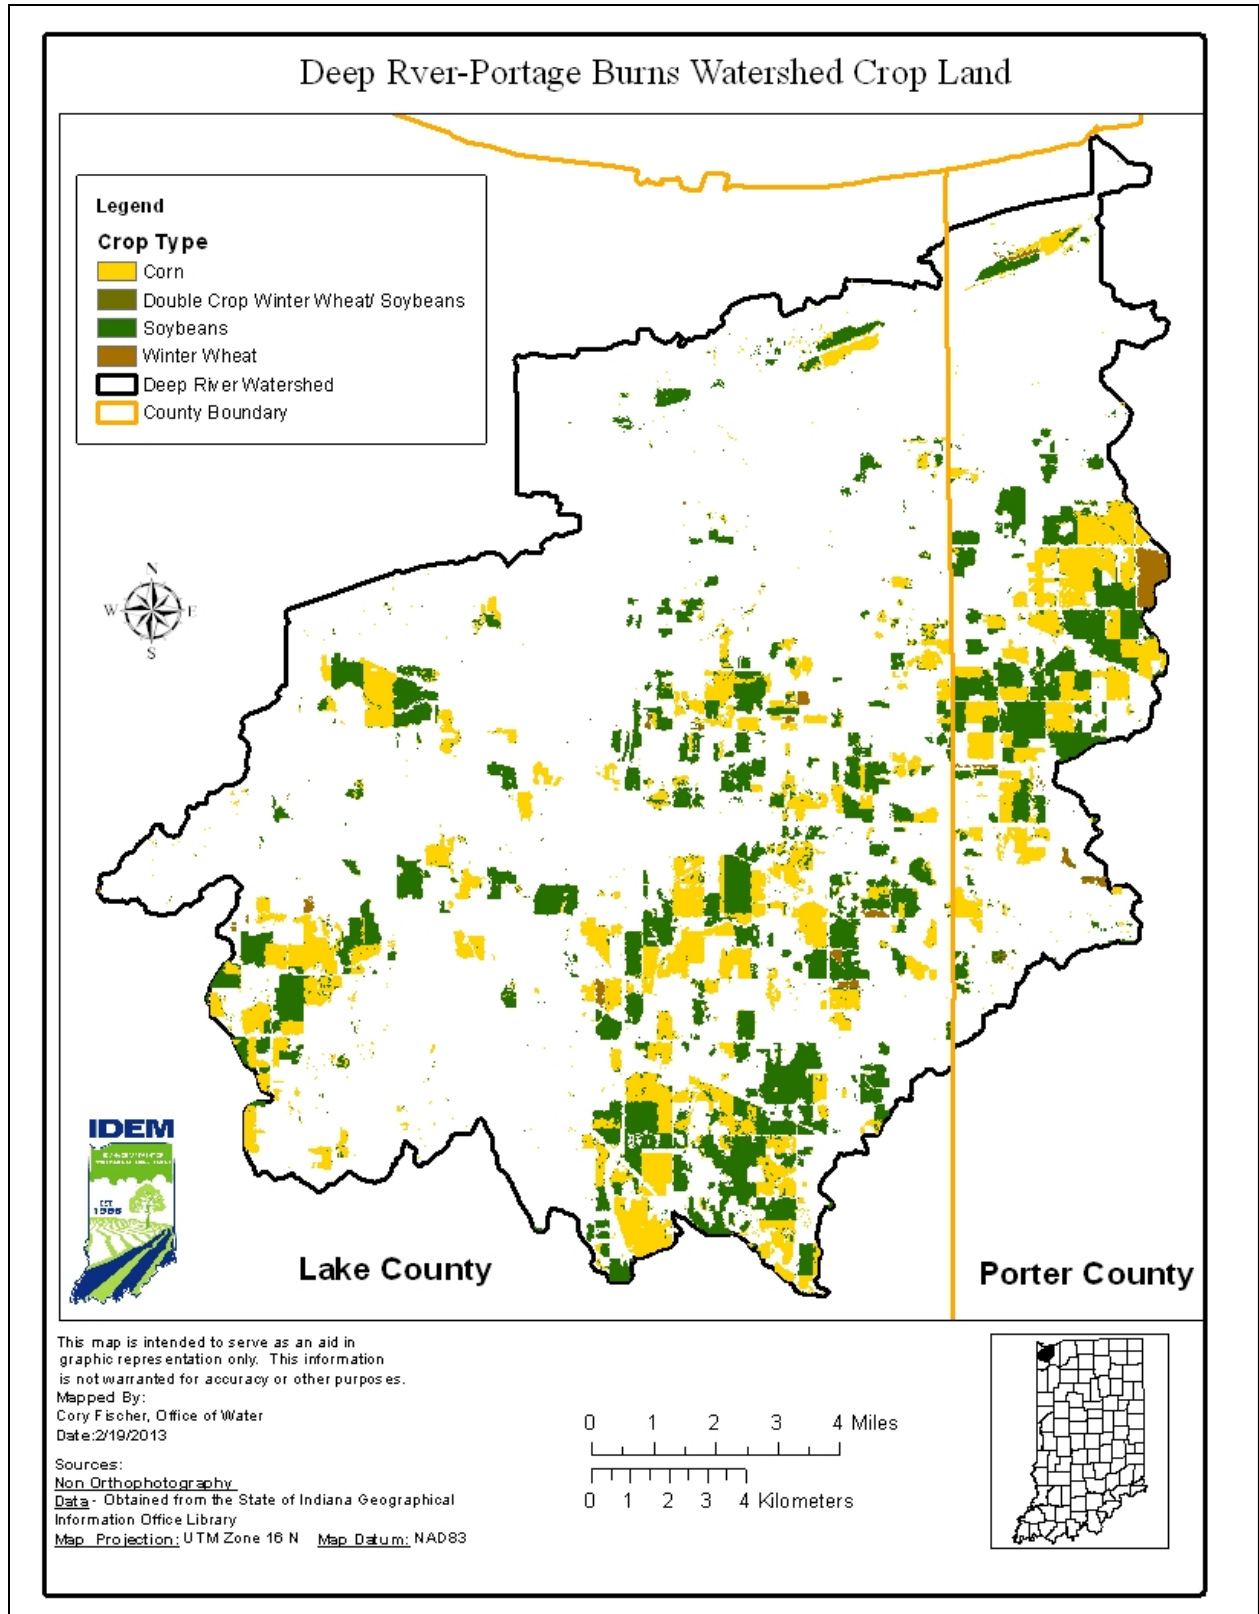 Deep Rver-Portage Burns Watershed Crop Land
Legend
Crop Type
Corn
Double Crop Winter Wheat/ Soybeans
Soybeans
Winter Wheat
Deep River Watershed
County Boundary
N
W E
S
IDEM
EST.
1986
Lake County
Porter County
This map is intended to serve as an aid in
graphic representation only. This information
is not warranted for accuracy or other purposes.
Mapped By:
Cory Fischer, Office of Water
Date:2/19/2013
Sources:
Non Orthophotography
Data - Obtained from the State of Indiana Geographical
Information Office Library
Map Projection: UTM Zone 16 N Map Datum: NAD83
0 1 2 3 4 Miles
0 1 2 3 4 Kilometers